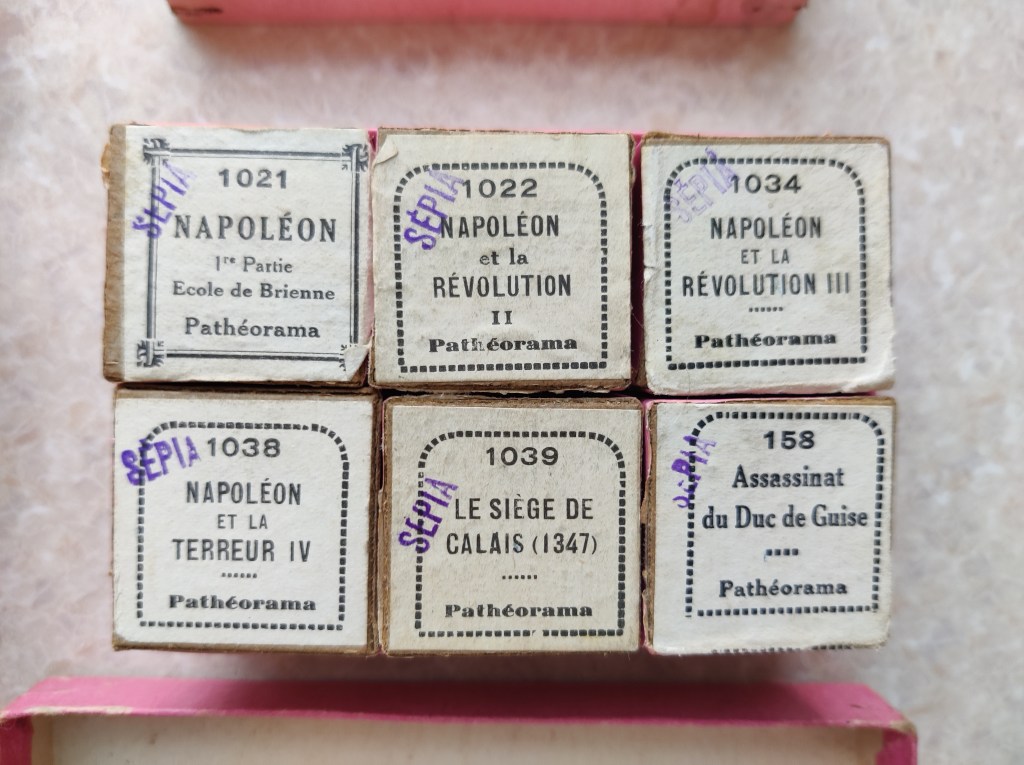 SÉPIA
1021
NAPOLÉON
1re Partie
Ecole de Brienne
Pathéorama
SÉPIA
1022
NAPOLÉON
et la
RÉVOLUTION
II
Pathéorama
SÉPIA
1034
NAPOLÉON
ET LA
RÉVOLUTION III
Pathéorama
SÉPIA
1038
NAPOLÉON
ET LA
TERREUR IV
Pathéorama
SÉPIA
1039
LE SIÈGE DE
CALAIS (1347)
Pathéorama
SÉPIA
158
Assassinat
du Duc de Guise
Pathéorama